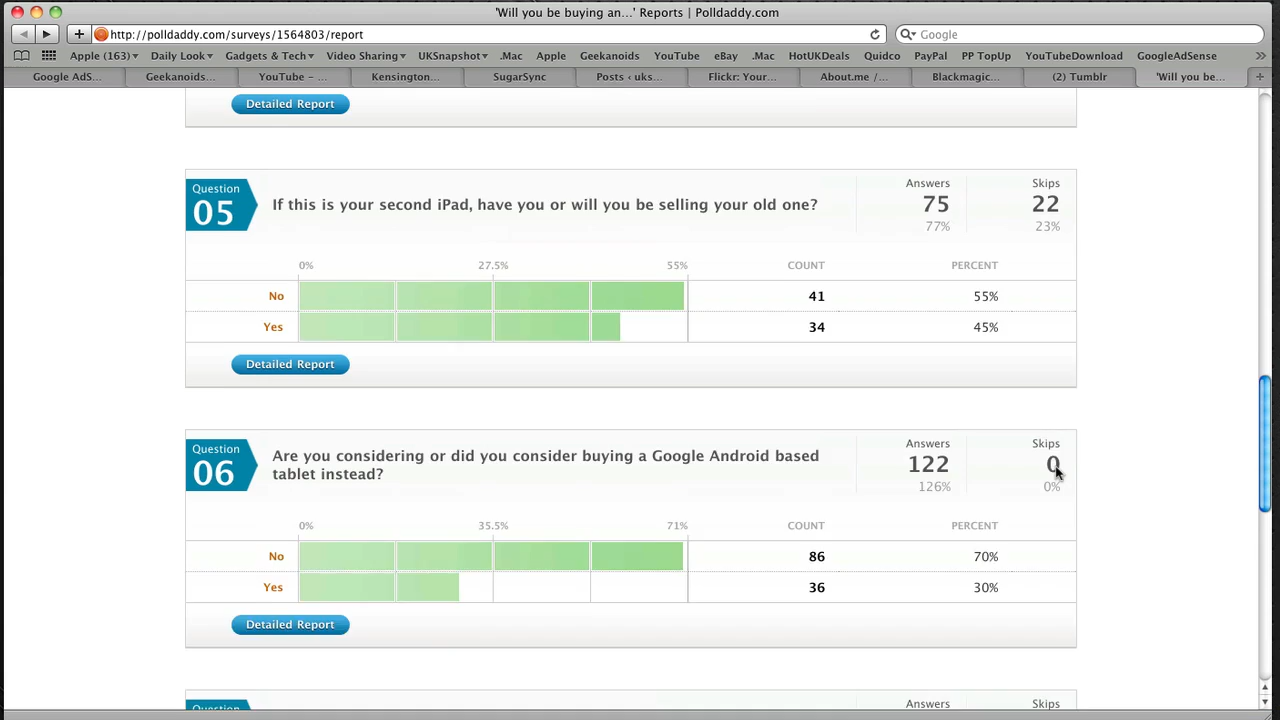 'Will you be buying an…' Reports | Polldaddy.com
http://polldaddy.com/surveys/1564803/report
Google
Apple (163) Daily Look Gadgets & Tech Video Sharing UKSnapshot .Mac Apple Geekanoids YouTube eBay .Mac HotUKDeals Quidco PayPal PP TopUp YouTubeDownload GoogleAdSense »
Google AdS... Geekanoids... YouTube – ... Kensington... SugarSync Posts ‹ uks... Flickr: Your... About.me /... Blackmagic... (2) Tumblr 'Will you be... +
Detailed Report
Question
05
If this is your second iPad, have you or will you be selling your old one?
Answers
75
77%
Skips
22
23%
0% 27.5% 55% COUNT PERCENT
No 41 55%
Yes 34 45%
Detailed Report
Question
06
Are you considering or did you consider buying a Google Android based
tablet instead?
Answers
122
126%
Skips
0
0%
0% 35.5% 71% COUNT PERCENT
No 86 70%
Yes 36 30%
Detailed Report
Question
Answers
Skips